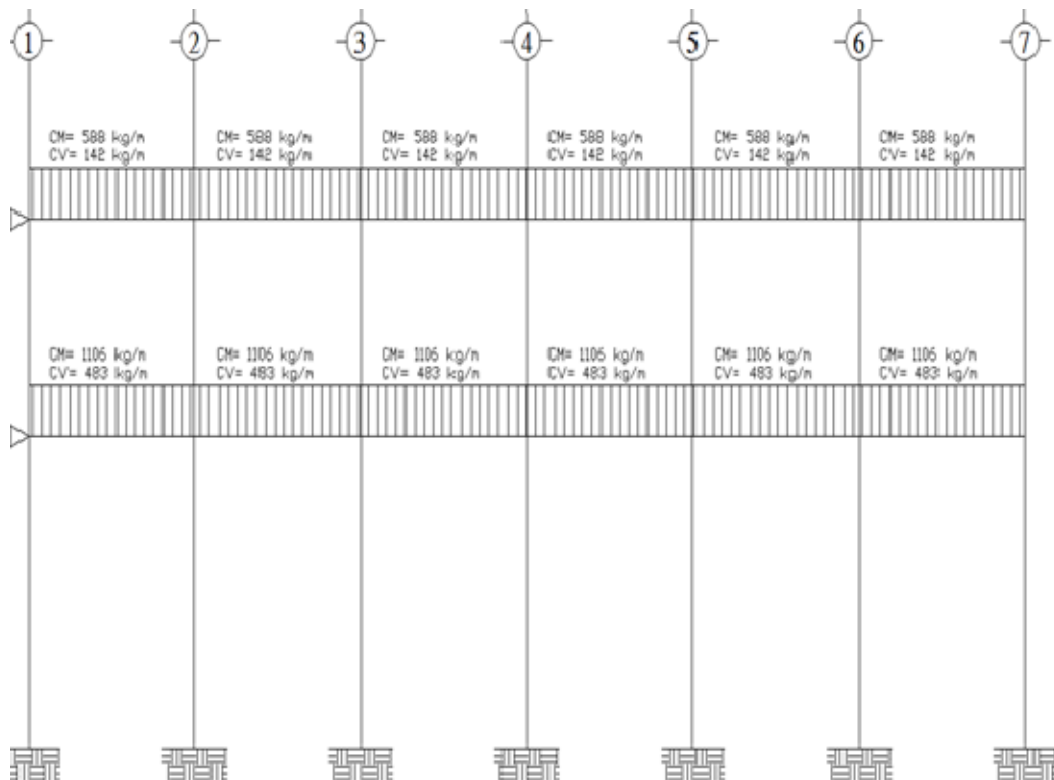 1 2 3 4 5 6 7
CM= 588 kg/m CM= 588 kg/m CM= 588 kg/m CM= 588 kg/m CM= 588 kg/m CM= 588 kg/m
CV= 142 kg/m CV= 142 kg/m CV= 142 kg/m CV= 142 kg/m CV= 142 kg/m CV= 142 kg/m
CM= 1106 kg/m CM= 1106 kg/m CM= 1106 kg/m CM= 1106 kg/m CM= 1106 kg/m CM= 1106 kg/m
CV= 483 kg/m CV= 483 kg/m CV= 483 kg/m CV= 483 kg/m CV= 483 kg/m CV= 483 kg/m